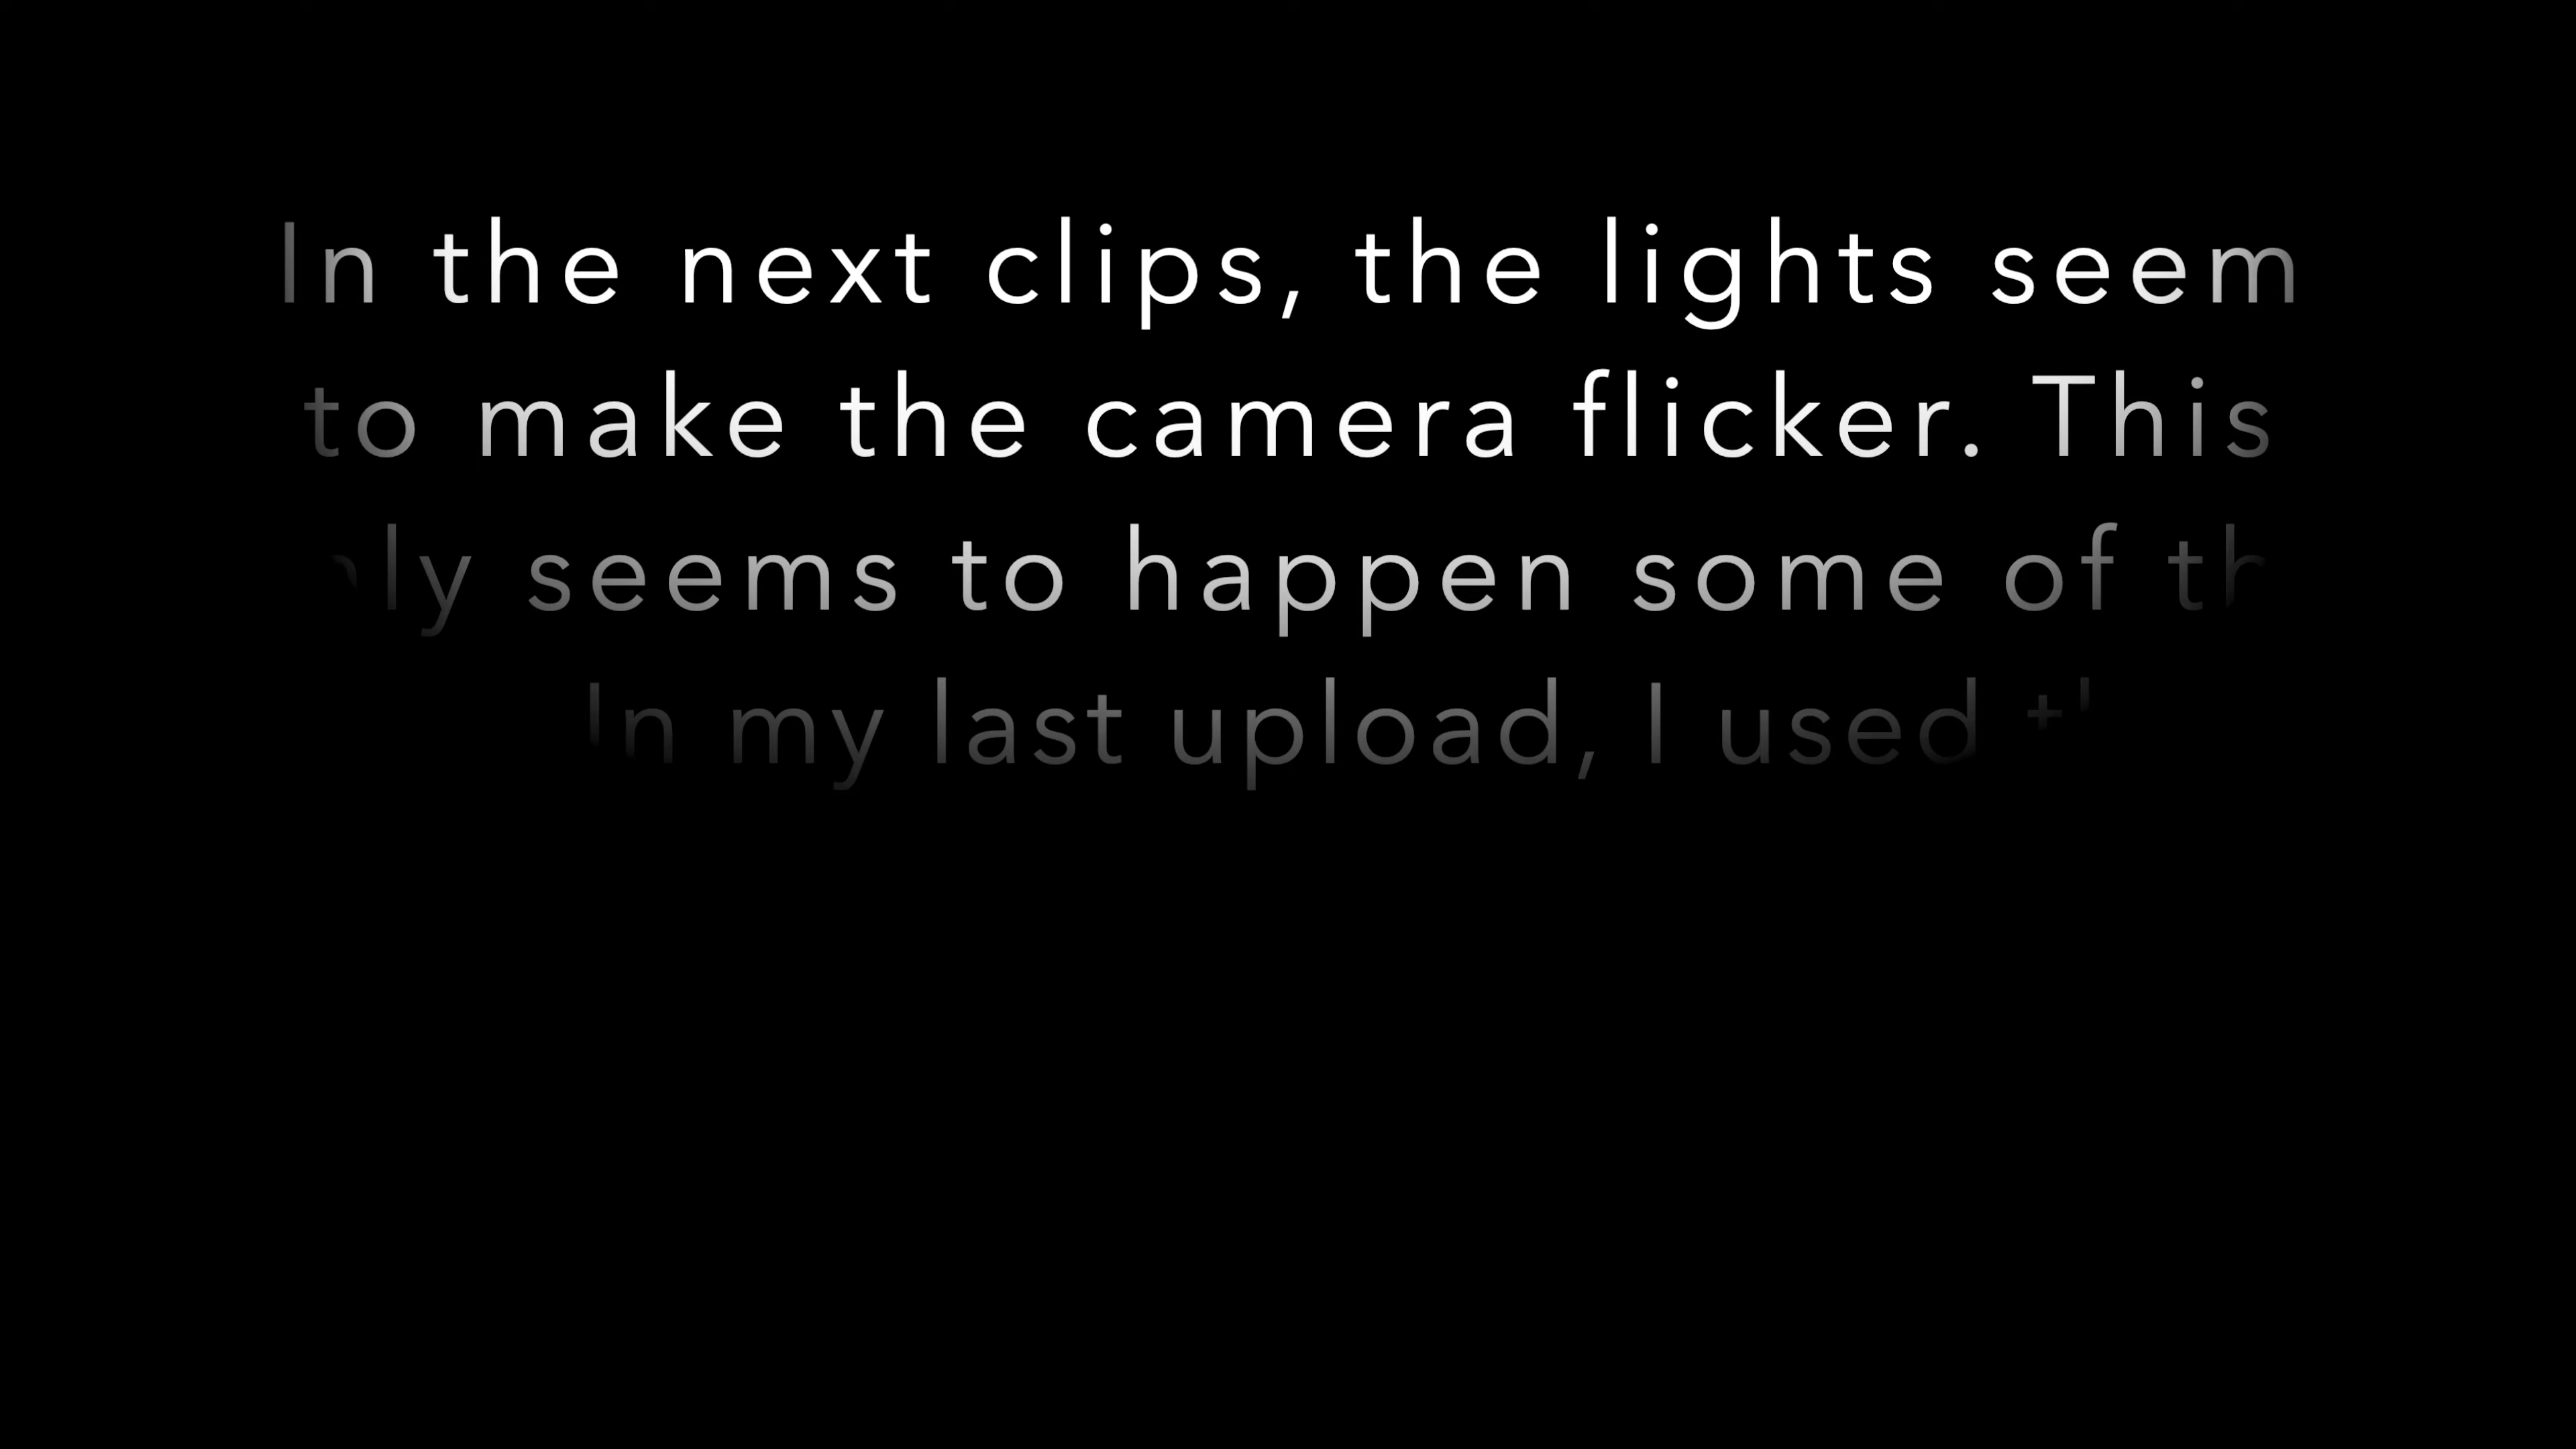 In the next clips, the lights seem
to make the camera flicker. This
seems to happen some of
In my last upload, I used